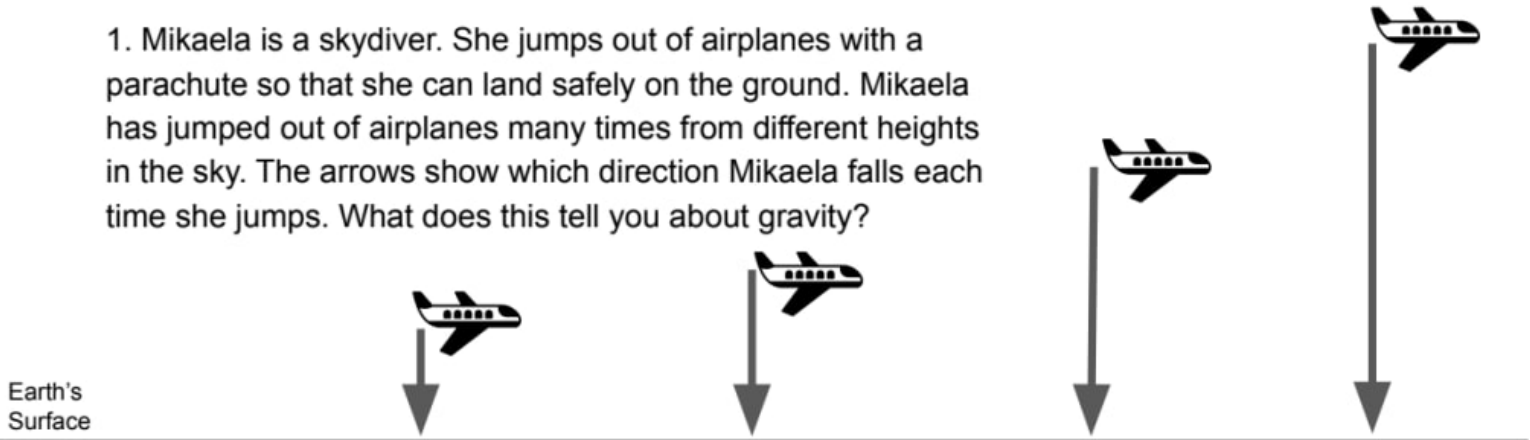 1. Mikaela is a skydiver. She jumps out of airplanes with a
parachute so that she can land safely on the ground. Mikaela
has jumped out of airplanes many times from different heights
in the sky. The arrows show which direction Mikaela falls each
time she jumps. What does this tell you about gravity?
Earth's
Surface